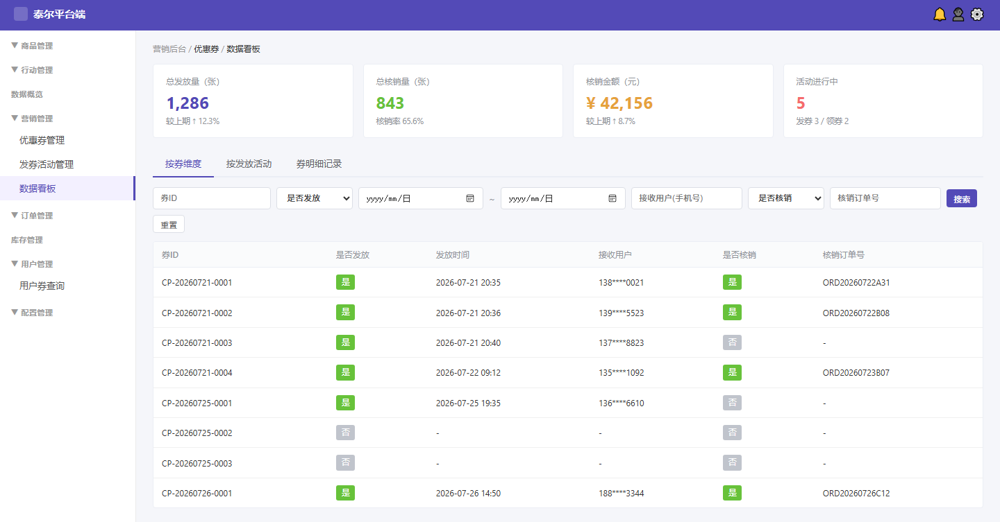 泰尔平台端
▼ 商品管理
▼ 行动管理
数据概览
▼ 营销管理
优惠券管理
发券活动管理
数据看板
▼ 订单管理
库存管理
▼ 用户管理
用户券查询
▼ 配置管理
营销后台 / 优惠券 / 数据看板
总发放量（张）
1,286
较上期 ↑ 12.3%
总核销量（张）
843
核销率 65.6%
核销金额（元）
¥ 42,156
较上期 ↑ 8.7%
活动进行中
5
发券 3 / 领券 2
按券维度 按发放活动 券明细记录
券ID 是否发放 yyyy/mm/日 ~ yyyy/mm/日 接收用户(手机号) 是否核销 核销订单号 搜索
重置
券ID 是否发放 发放时间 接收用户 是否核销 核销订单号
CP-20260721-0001 是 2026-07-21 20:35 138****0021 是 ORD20260722A31
CP-20260721-0002 是 2026-07-21 20:36 139****5523 是 ORD20260722B08
CP-20260721-0003 是 2026-07-21 20:40 137****8823 否 -
CP-20260721-0004 是 2026-07-22 09:12 135****1092 是 ORD20260723B07
CP-20260725-0001 是 2026-07-25 19:35 136****6610 否 -
CP-20260725-0002 否 - - 否 -
CP-20260725-0003 否 - - 否 -
CP-20260726-0001 是 2026-07-26 14:50 188****3344 是 ORD20260726C12